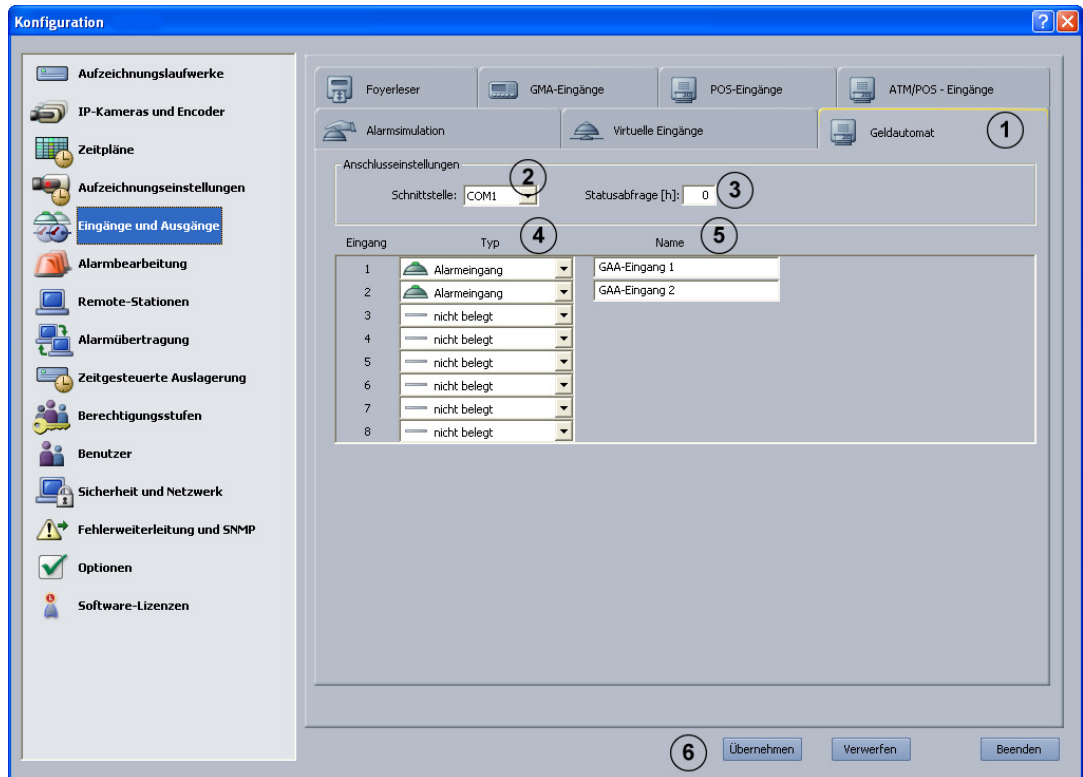 Konfiguration
Aufzeichnungslaufwerke
IP-Kameras und Encoder
Zeitpläne
Aufzeichnungseinstellungen
Eingänge und Ausgänge
Alarmbearbeitung
Remote-Stationen
Alarmübertragung
Zeitgesteuerte Auslagerung
Berechtigungsstufen
Benutzer
Sicherheit und Netzwerk
Fehlerweiterleitung und SNMP
Optionen
Software-Lizenzen
Foyerleser GMA-Eingänge POS-Eingänge ATM/POS - Eingänge
Alarmsimulation Virtuelle Eingänge Geldautomat 1
Anschlusseinstellungen
Schnittstelle: COM1 2 Statusabfrage [h]: 0 3
Eingang Typ 4 Name 5
1 Alarmeingang GAA-Eingang 1
2 Alarmeingang GAA-Eingang 2
3 nicht belegt
4 nicht belegt
5 nicht belegt
6 nicht belegt
7 nicht belegt
8 nicht belegt
6 Übernehmen Verwerfen Beenden